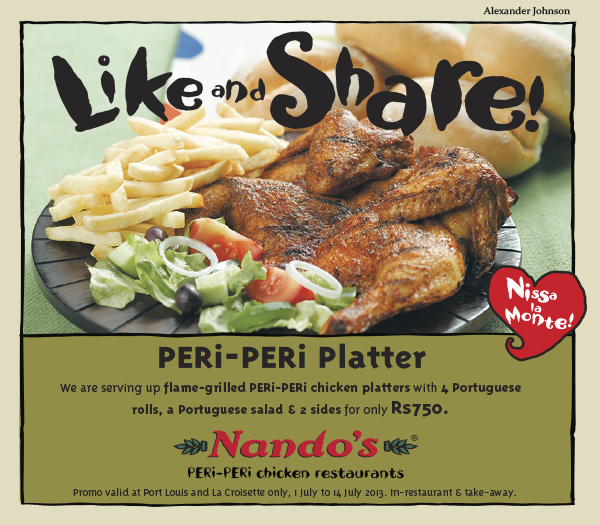 Alexander Johnson
Like and Share!
Nissa
la
Monte!
PERi-PERi Platter
We are serving up flame-grilled PERi-PERi chicken platters with 4 Portuguese
rolls, a Portuguese salad & 2 sides for only Rs750.
Nando's®
PERi-PERi chicken restaurants
Promo valid at Port Louis and La Croisette only, 1 July to 14 July 2013. In-restaurant & take-away.